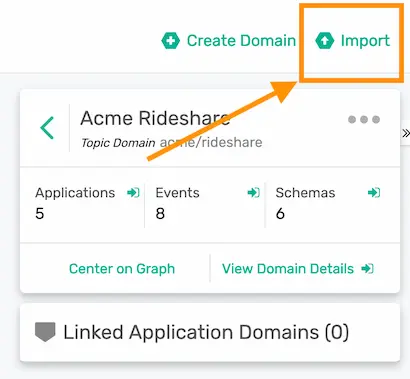 Create Domain Import
Acme Rideshare
Topic Domain acme/rideshare
Applications Events Schemas
5 8 6
Center on Graph View Domain Details
Linked Application Domains (0)